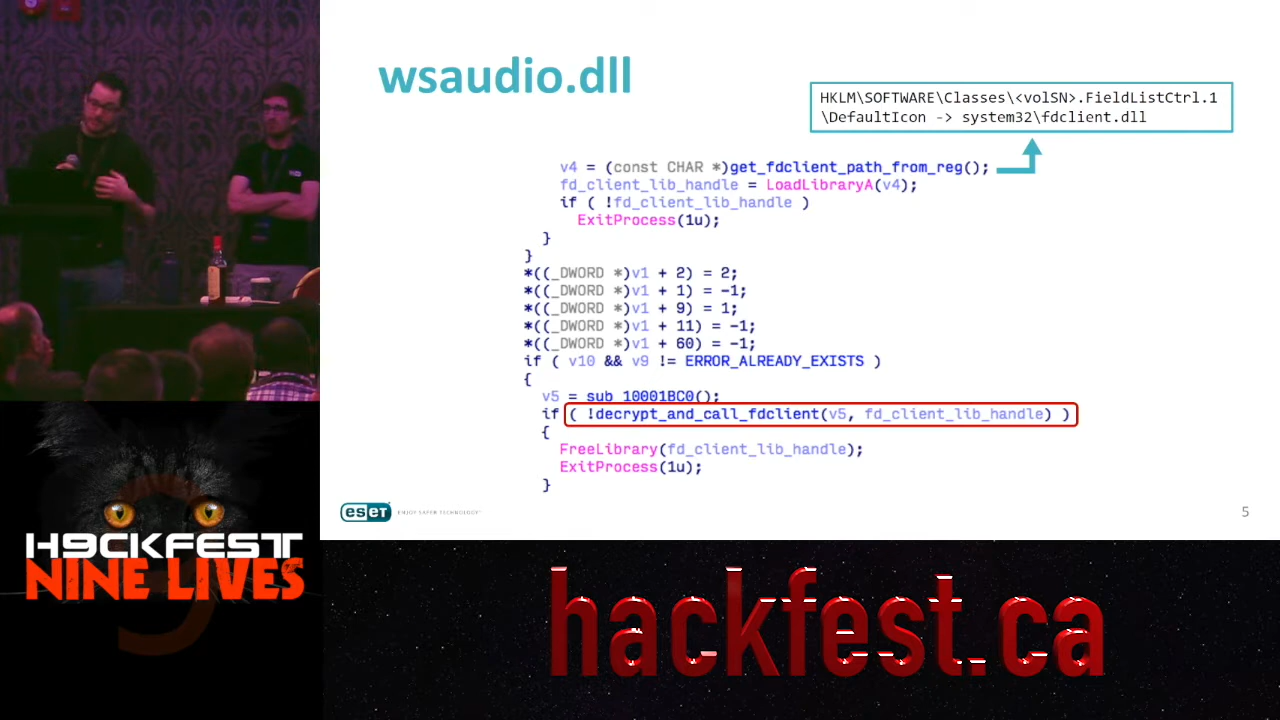 wsaudio.dll
HKLM\SOFTWARE\Classes\<volSN>.FieldListCtrl.1
\DefaultIcon -> system32\fdclient.dll
v4 = (const CHAR *)get_fdclient_path_from_reg();
fd_client_lib_handle = LoadLibraryA(v4);
if ( !fd_client_lib_handle )
ExitProcess(1u);
}
}
*((_DWORD *)v1 + 2) = 2;
*((_DWORD *)v1 + 1) = -1;
*((_DWORD *)v1 + 9) = 1;
*((_DWORD *)v1 + 11) = -1;
*((_DWORD *)v1 + 60) = -1;
if ( v10 && v9 != ERROR_ALREADY_EXISTS )
{
v5 = sub_10001BC0();
if ( !decrypt_and_call_fdclient(v5, fd_client_lib_handle) )
{
FreeLibrary(fd_client_lib_handle);
ExitProcess(1u);
}
eseT ENJOY SAFER TECHNOLOGY™
5
H9CKFEST
NINE LIVES
hackfest.ca